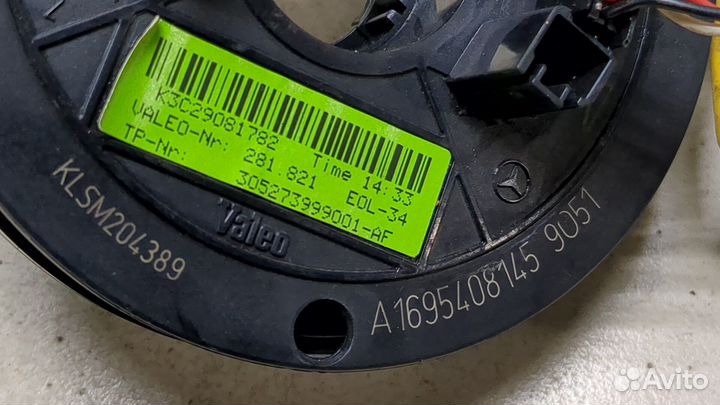 K3C29081782 Time 14:33
VALEO-Nr: 281.821 EOL-34
TP-Nr: 305273999001-AF
Valeo
KLSM204389
A1695408145 9051
Avito